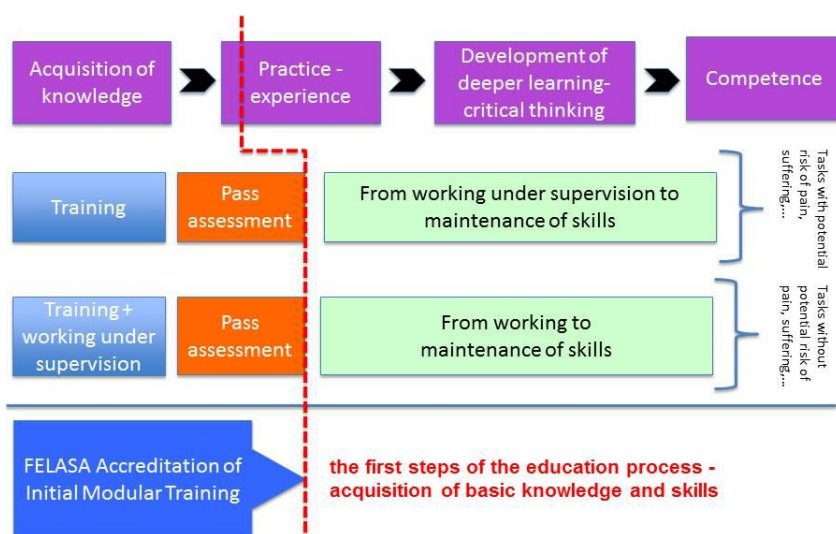 Acquisition of
knowledge
Practice -
experience
Development of
deeper learning-
critical thinking
Competence
Training
Pass
assessment
From working under supervision to
maintenance of skills
Tasks with potential
risk of pain,
suffering,...
Training +
working under
supervision
Pass
assessment
From working to
maintenance of skills
Tasks without
potential risk of
pain, suffering,...
FELASA Accreditation of
Initial Modular Training
the first steps of the education process -
acquisition of basic knowledge and skills